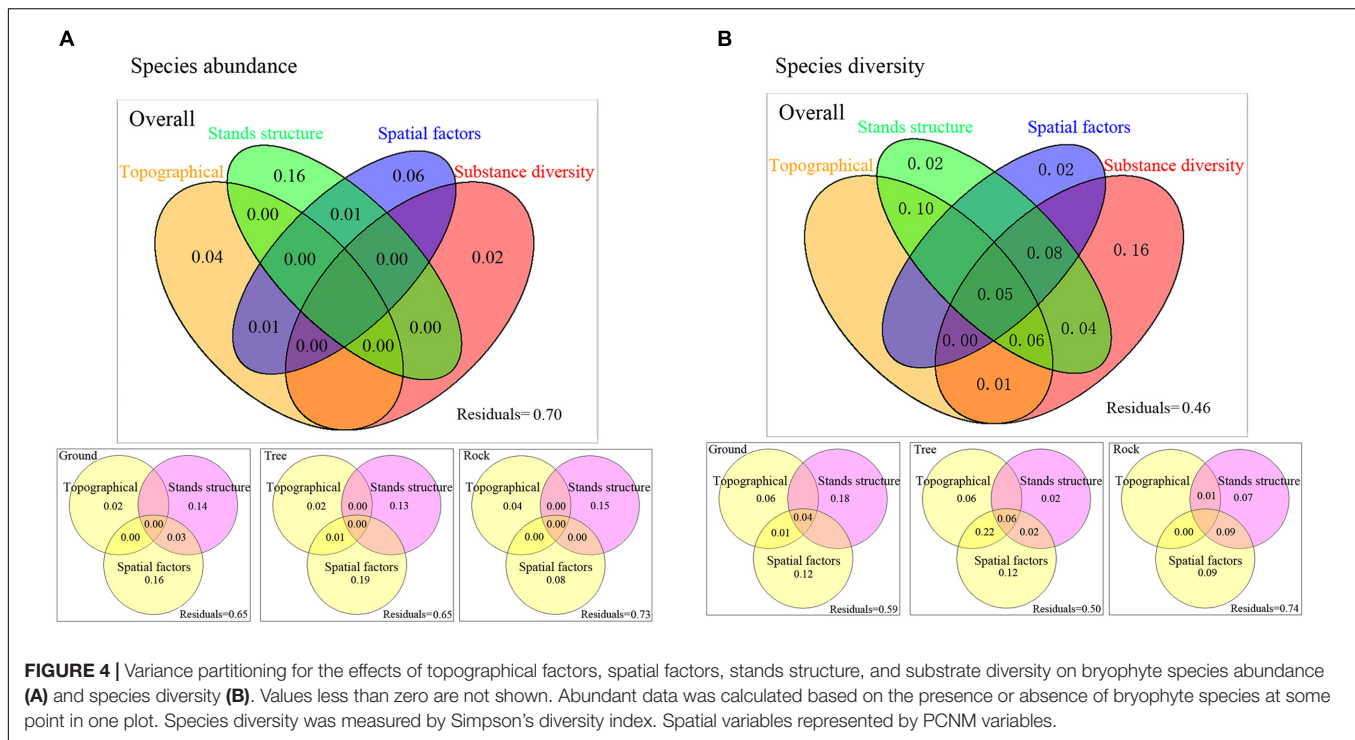 A
Species abundance
Overall
Stands structure
Spatial factors
Topographical
Substance diversity
0.16
0.06
0.00
0.01
0.04
0.00
0.00
0.02
0.01
0.00
0.00
0.00
Residuals= 0.70
Ground
Topographical
Stands structure
0.02
0.14
0.00
0.00
0.03
Spatial factors
0.16
Residuals=0.65
Tree
Topographical
Stands structure
0.02
0.00
0.13
0.00
0.01
Spatial factors
0.19
Residuals=0.65
Rock
Topographical
Stands structure
0.04
0.00
0.15
0.00
0.00
0.00
Spatial factors
0.08
Residuals=0.73
B
Species diversity
Overall
Stands structure
Spatial factors
Topographical
Substance diversity
0.02
0.02
0.10
0.08
0.16
0.05
0.00
0.06
0.04
0.01
Residuals=0.46
Ground
Topographical
Stands structure
0.06
0.18
0.04
0.01
Spatial factors
0.12
Residuals=0.59
Tree
Topographical
Stands structure
0.06
0.02
0.06
0.22
0.02
Spatial factors
0.12
Residuals=0.50
Rock
Topographical
Stands structure
0.01
0.07
0.00
0.09
Spatial factors
0.09
Residuals=0.74
FIGURE 4 | Variance partitioning for the effects of topographical factors, spatial factors, stands structure, and substrate diversity on bryophyte species abundance
(A) and species diversity (B). Values less than zero are not shown. Abundant data was calculated based on the presence or absence of bryophyte species at some
point in one plot. Species diversity was measured by Simpson's diversity index. Spatial variables represented by PCNM variables.